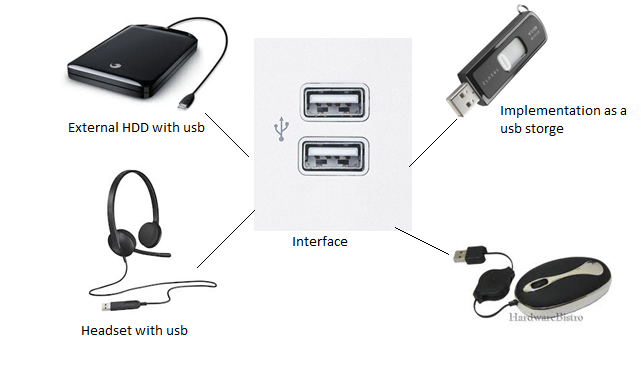 External HDD with usb
Implementation as a
usb storge
Interface
Headset with usb
HardwareBistro